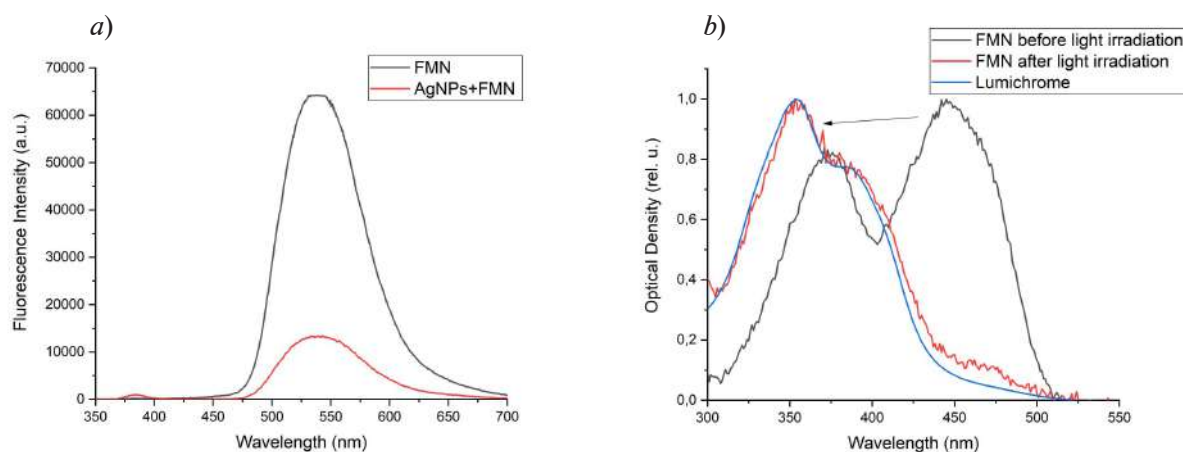 a)
FMN
AgNPs+FMN
70000
60000
50000
40000
30000
20000
10000
0
Fluorescence Intensity (a.u.)
350 400 450 500 550 600 650 700
Wavelength (nm)
b)
FMN before light irradiation
FMN after light irradiation
Lumichrome
1,0
0,8
0,6
0,4
0,2
0,0
Optical Density (rel. u.)
300 350 400 450 500 550
Wavelength (nm)